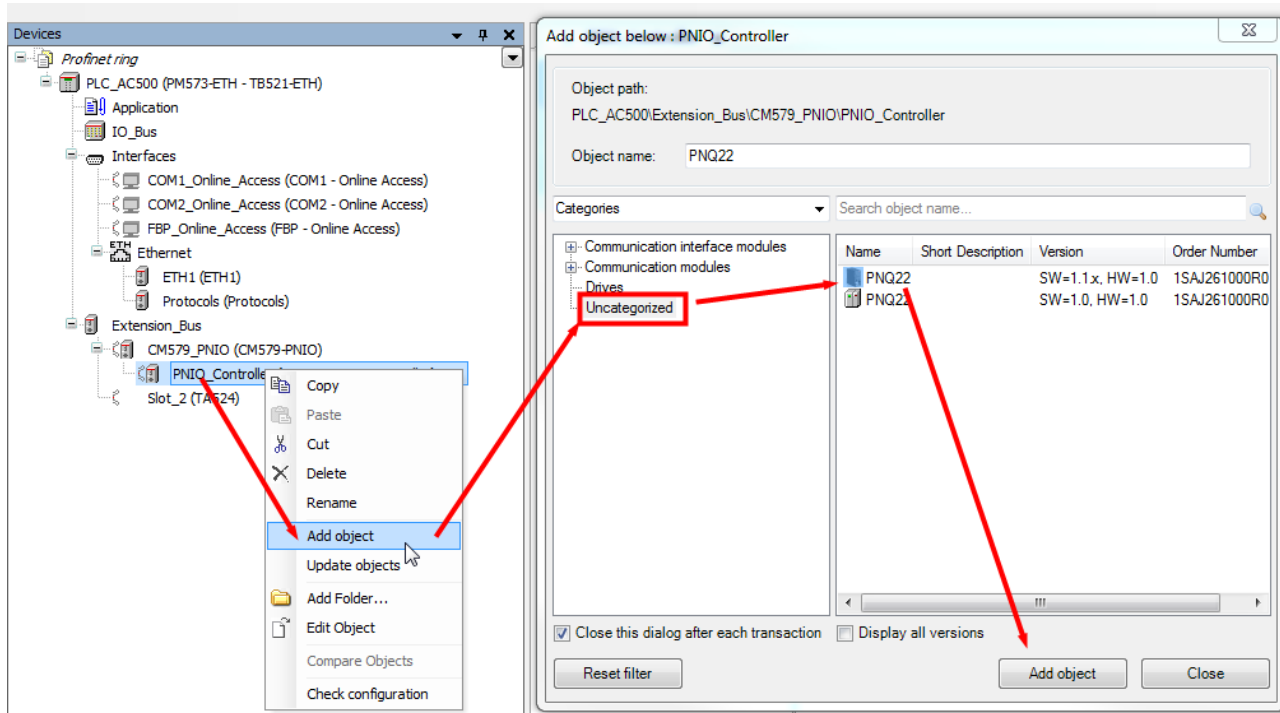 Devices
Profinet ring
PLC_AC500 (PM573-ETH - TB521-ETH)
Application
IO_Bus
Interfaces
COM1_Online_Access (COM1 - Online Access)
COM2_Online_Access (COM2 - Online Access)
FBP_Online_Access (FBP - Online Access)
ETH
Ethernet
ETH1 (ETH1)
Protocols (Protocols)
Extension_Bus
CM579_PNIO (CM579-PNIO)
Slot_2 (TA524)
Copy
Paste
Cut
Delete
Rename
Add object
Update objects
Add Folder...
Edit Object
Compare Objects
Check configuration
Add object below : PNIO_Controller
Object path:
PLC_AC500\Extension_Bus\CM579_PNIO\PNIO_Controller
Object name: PNQ22
Categories
Search object name...
Communication interface modules
Communication modules
Drives
Uncategorized
Name Short Description Version Order Number
PNQ22 SW=1.1.x, HW=1.0 1SAJ261000R0
PNQ22 SW=1.0, HW=1.0 1SAJ261000R0
Close this dialog after each transaction
Display all versions
Reset filter
Add object
Close